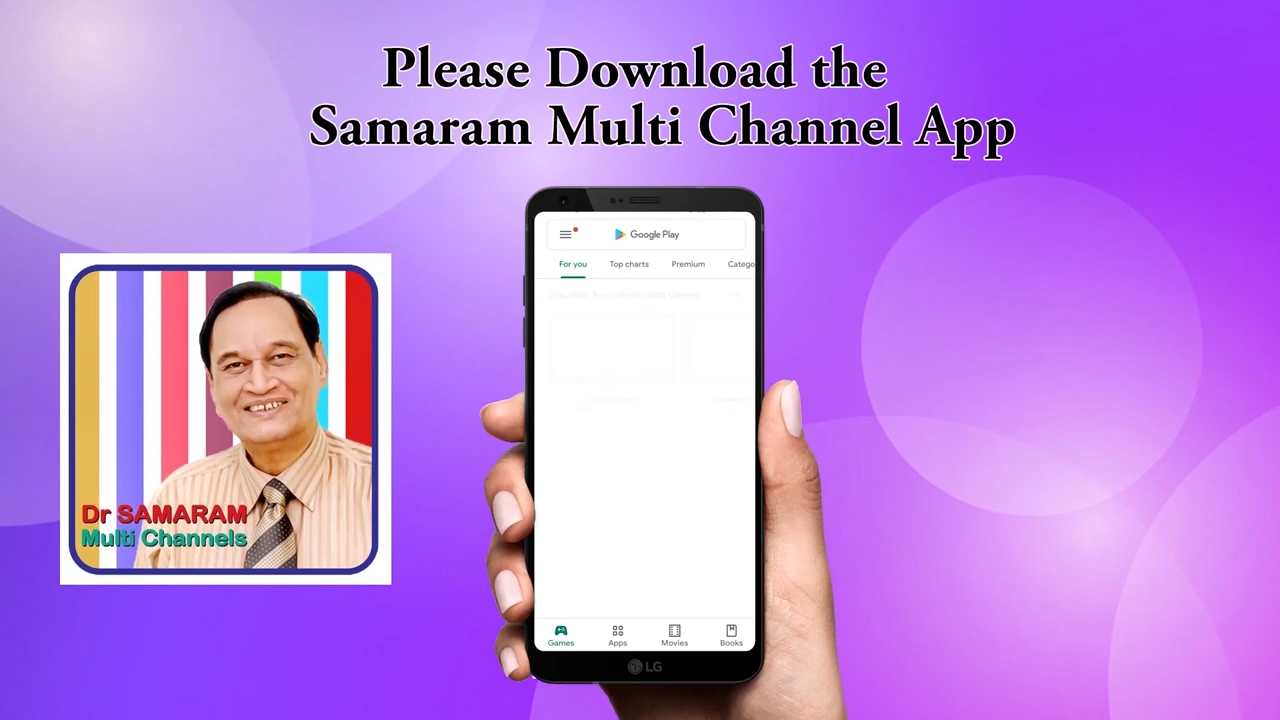 Please Download the
Samaram Multi Channel App
Google Play
For you Top charts Premium Catego
Dr SAMARAM
Multi Channels
Games Apps Movies Books
LG